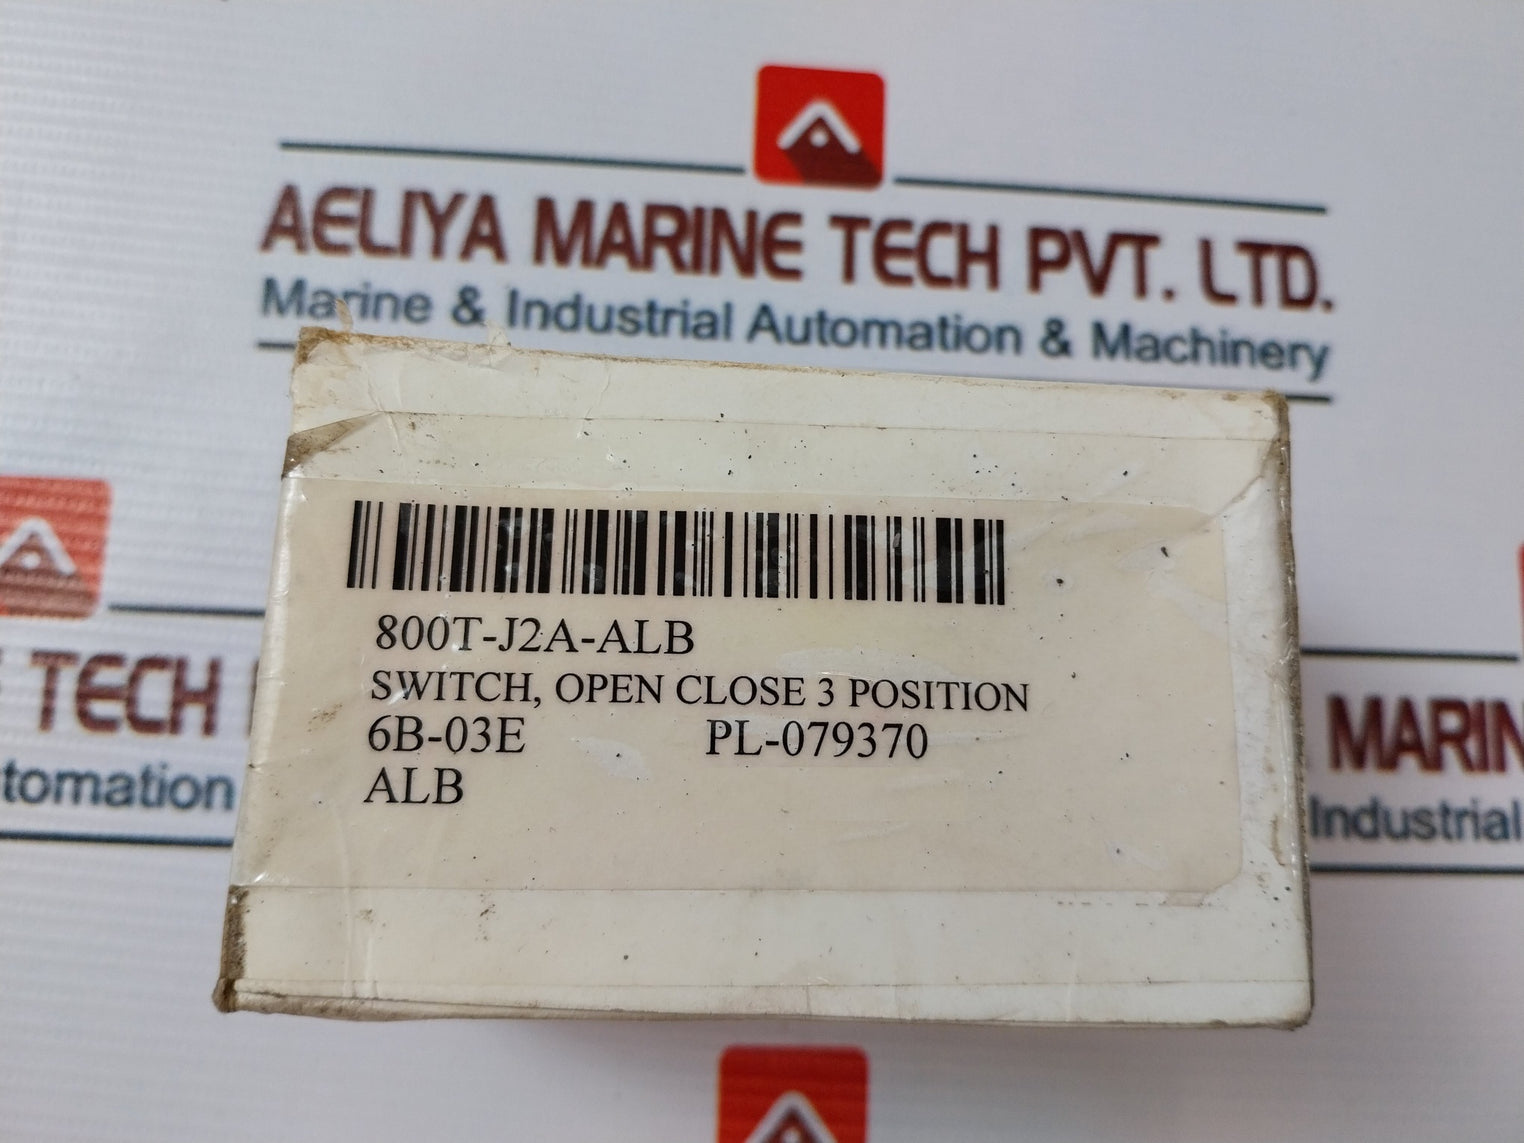 AELIYA MARINE TECH PVT. LTD.
Marine & Industrial Automation & Machinery
800T-J2A-ALB
SWITCH, OPEN CLOSE 3 POSITION
6B-03E PL-079370
ALB
TECH
tomation
MARIN
Industrial